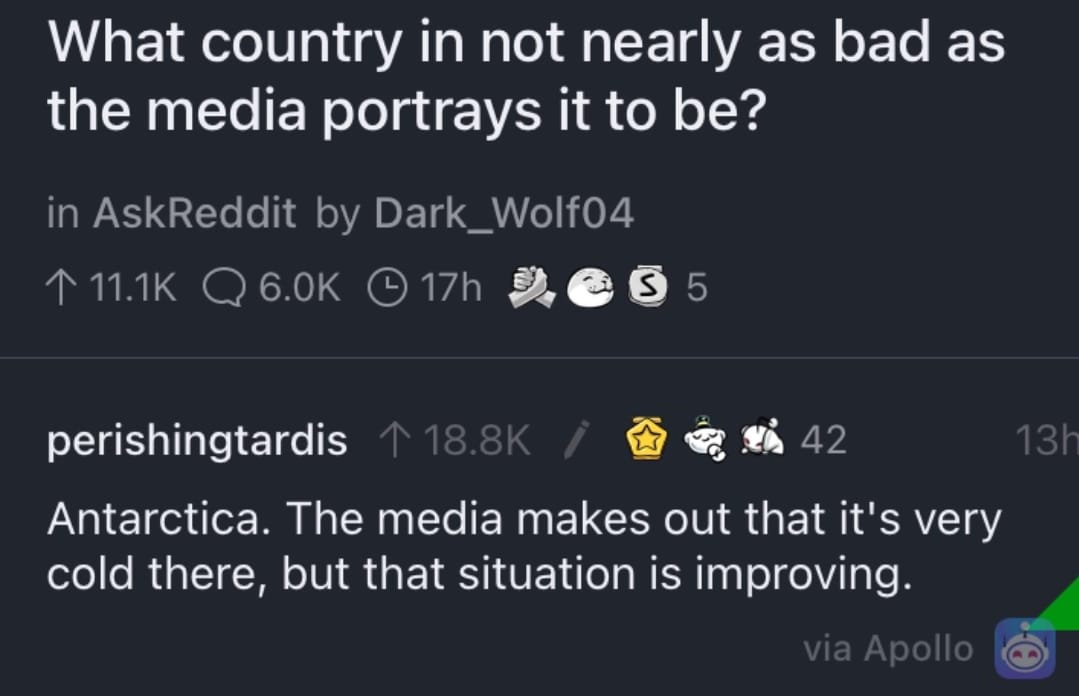 What country in not nearly as bad as
the media portrays it to be?
in AskReddit by Dark_Wolf04
11.1K 6.0K 17h S 5
perishingtardis 18.8K 42 13h
Antarctica. The media makes out that it's very
cold there, but that situation is improving.
via Apollo